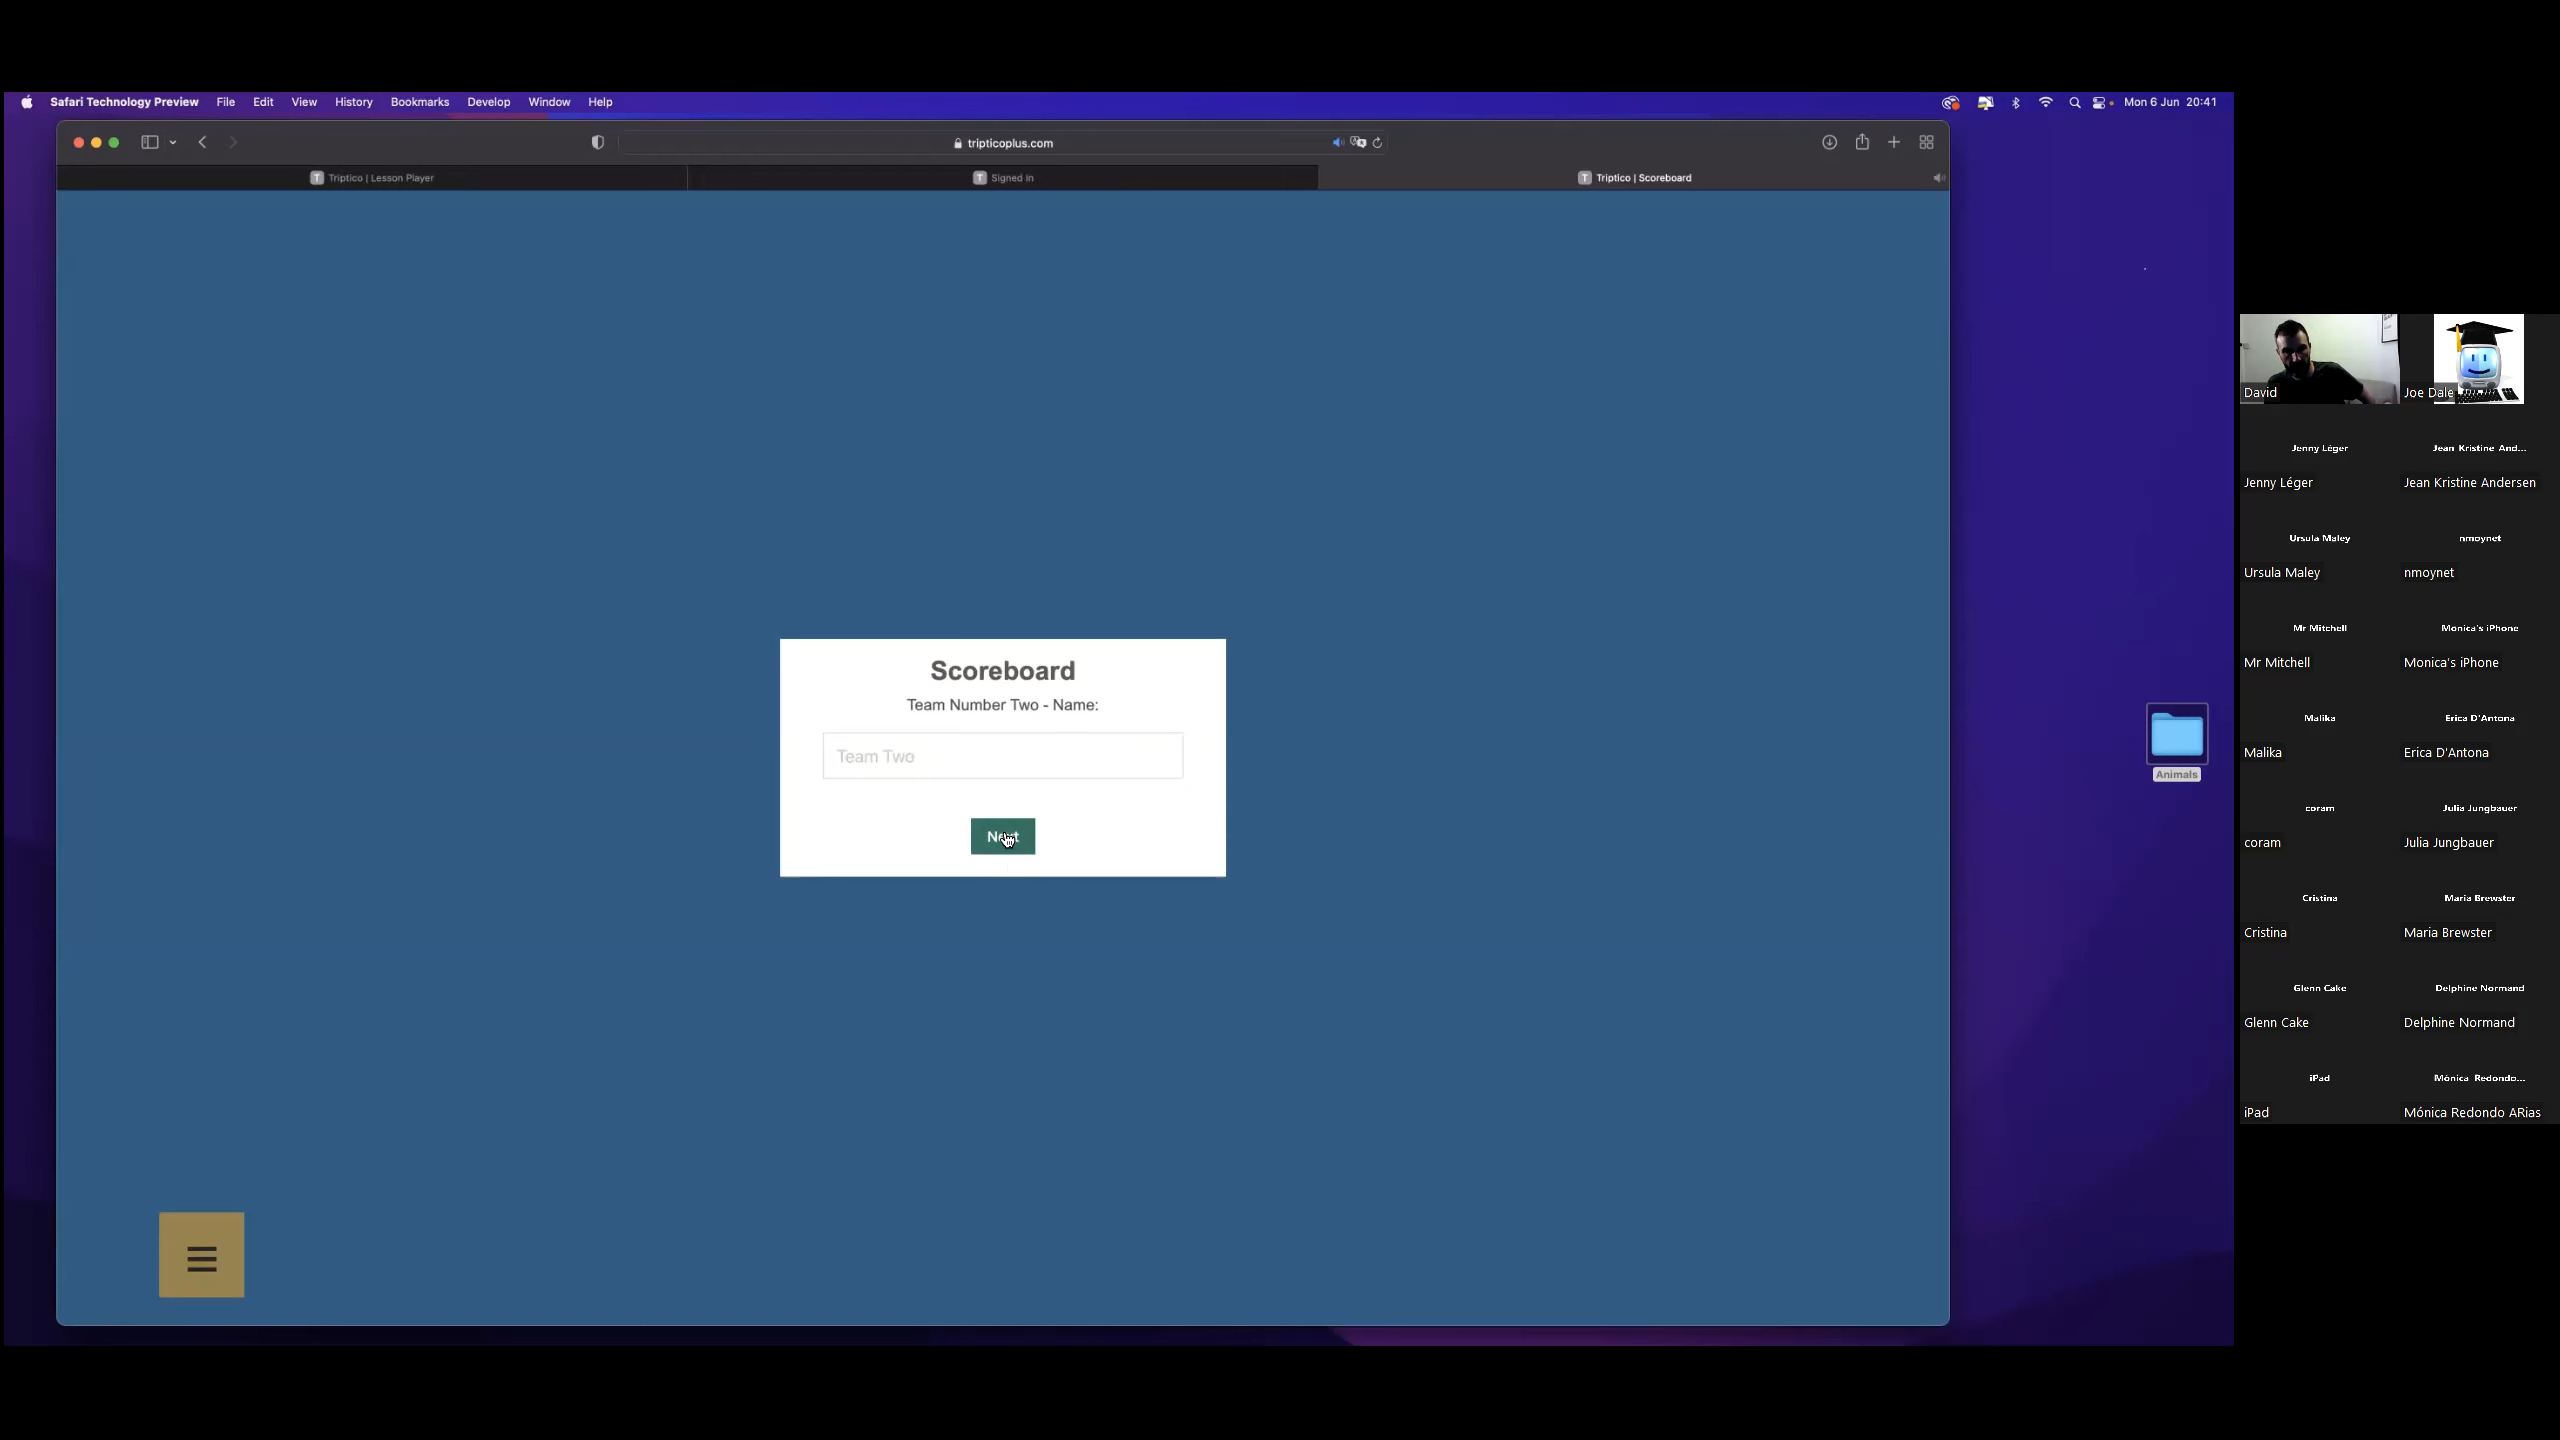 Safari Technology Preview File Edit View History Bookmarks Develop Window Help Mon 6 Jun 20:41
tripticoplus.com
T Triptico | Lesson Player T Signed In T Triptico | Scoreboard
Scoreboard
Team Number Two - Name:
Team Two
Next
Animals
David Joe Dale
Jenny Léger Jean Kristine And...
Jenny Léger Jean Kristine Andersen
Ursula Maley nmoynet
Ursula Maley nmoynet
Mr Mitchell Monica's iPhone
Mr Mitchell Monica's iPhone
Malika Erica D'Antona
Malika Erica D'Antona
coram Julia Jungbauer
coram Julia Jungbauer
Cristina Maria Brewster
Cristina Maria Brewster
Glenn Cake Delphine Normand
Glenn Cake Delphine Normand
iPad Mónica Redondo...
iPad Mónica Redondo ARias